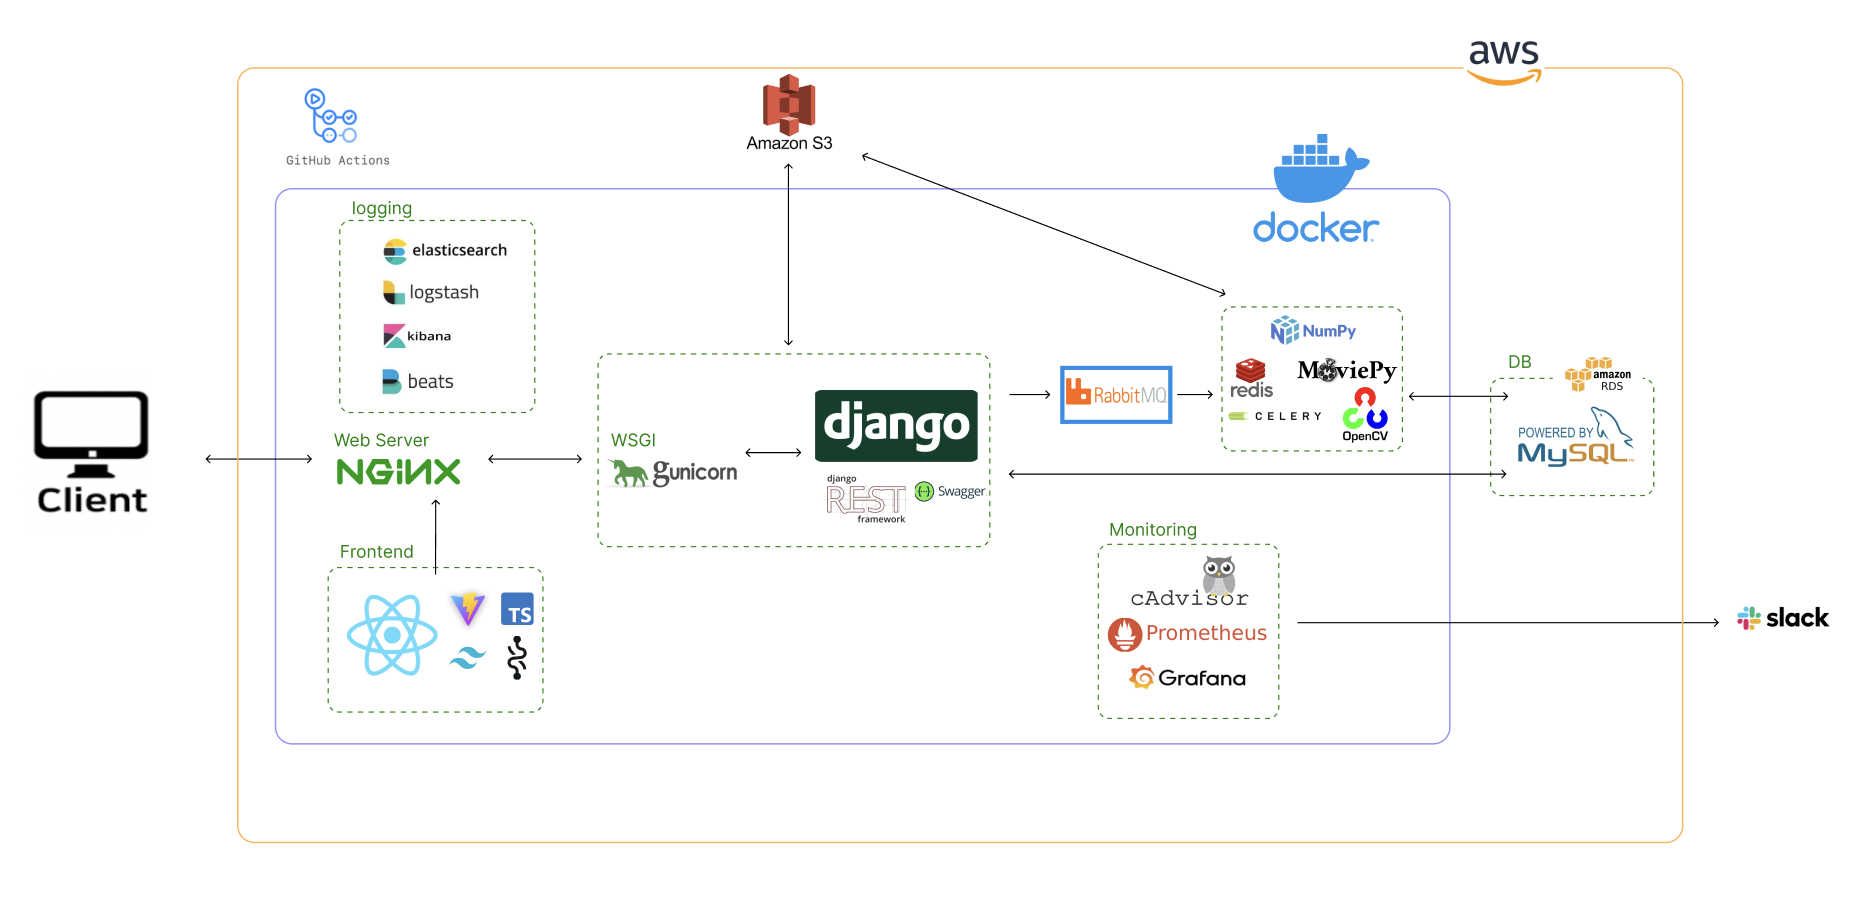 aws
GitHub Actions
Amazon S3
docker
logging
elasticsearch
logstash
kibana
beats
Client
Web Server
NGINX
Frontend
TS
WSGI
gunicorn
django
django
REST
framework
Swagger
RabbitMQ
NumPy
redis
MoviePy
CELERY
OpenCV
DB
amazon
RDS
POWERED BY
MySQL
Monitoring
cAdvisor
Prometheus
Grafana
slack